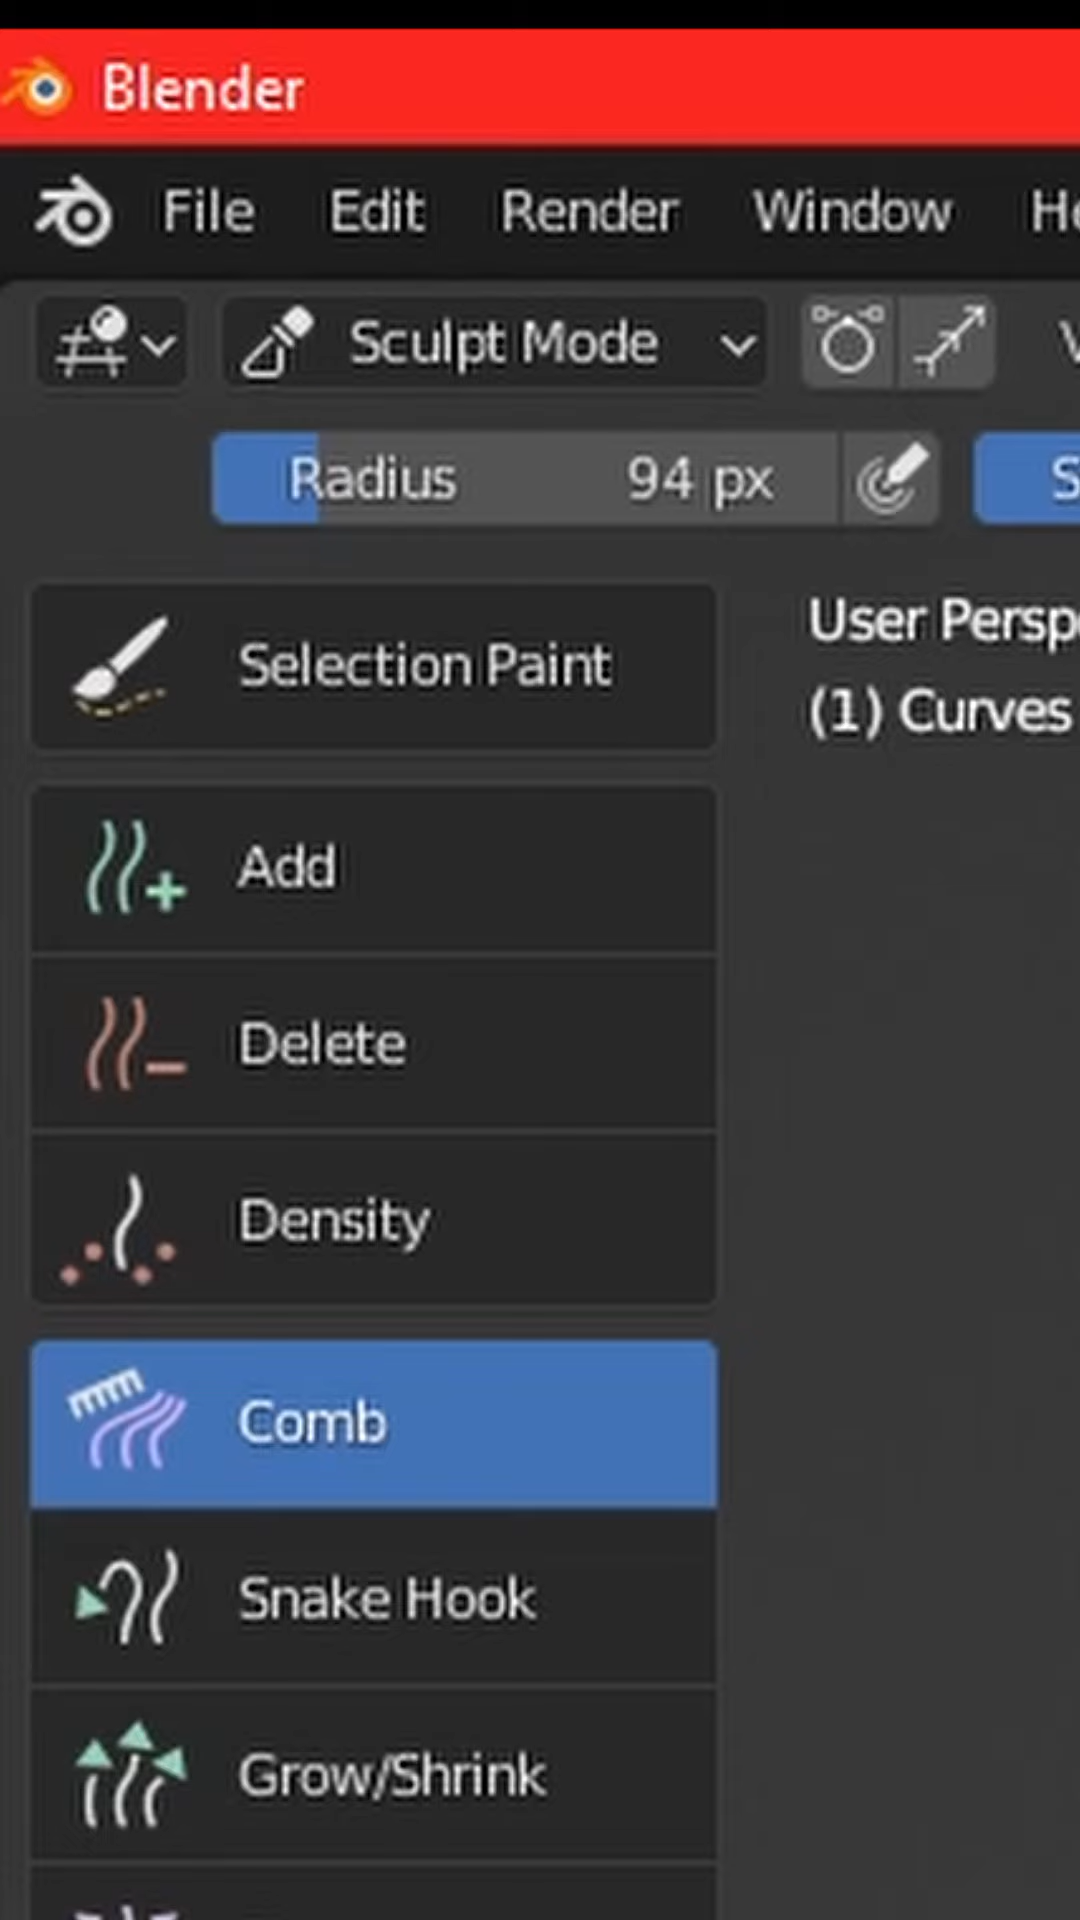 Blender
File Edit Render Window
Sculpt Mode
Radius 94 px
Selection Paint
User
(1) Curves
Add
Delete
Density
Comb
Snake Hook
Grow/Shrink